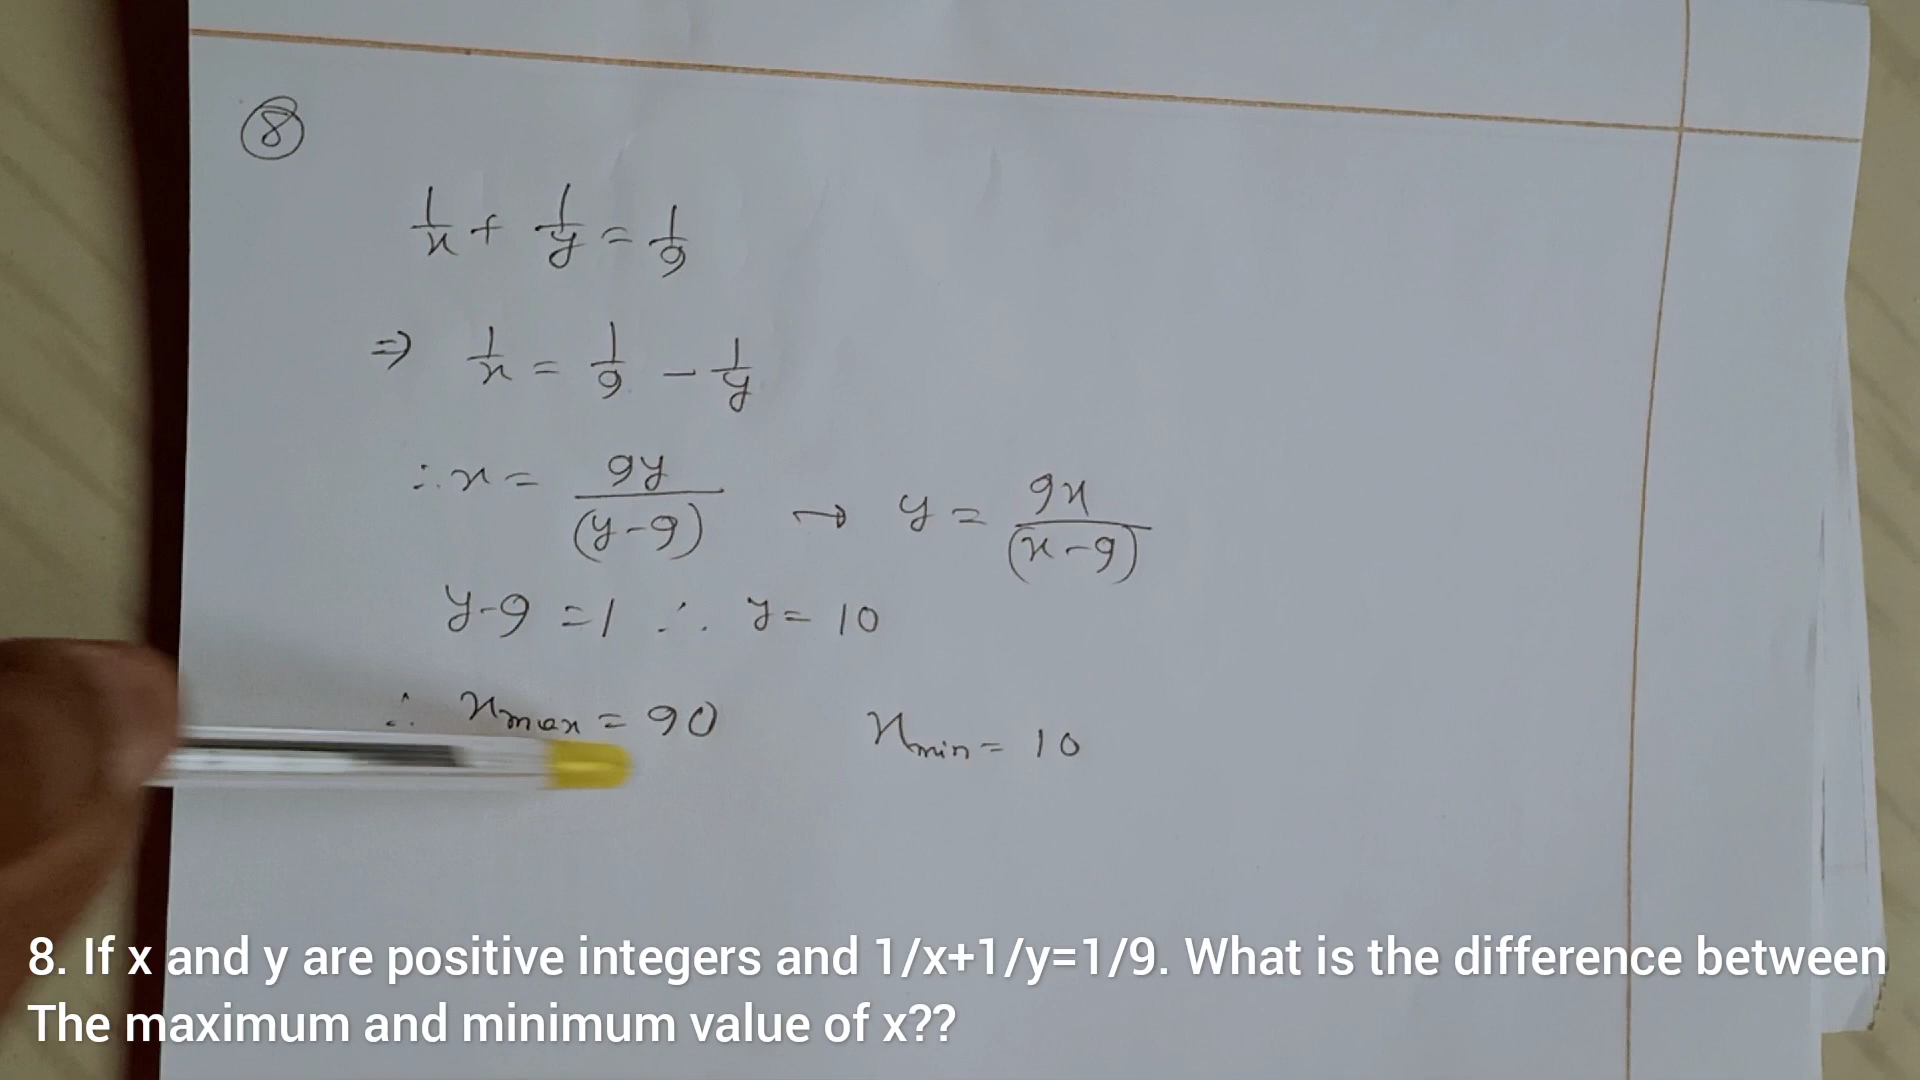 8
1/x + 1/y = 1/9
⇒ 1/x = 1/9 - 1/y
∴ x = 9y/(y-9) → y = 9x/(x-9)
y-9 = 1 ∴ y = 10
∴ xmax = 90 xmin = 10
8. If x and y are positive integers and 1/x+1/y=1/9. What is the difference between
The maximum and minimum value of x??